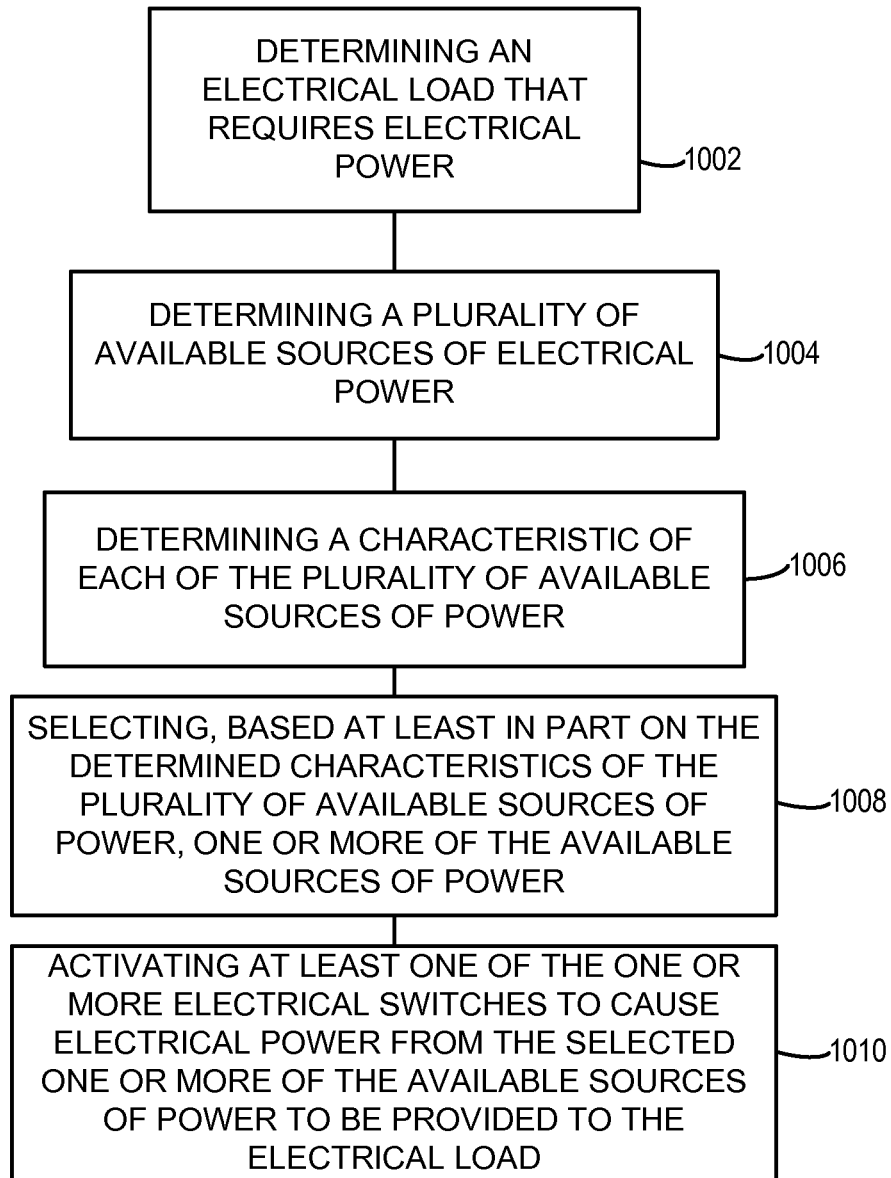 DETERMINING AN
ELECTRICAL LOAD THAT
REQUIRES ELECTRICAL
POWER
1002
DETERMINING A PLURALITY OF
AVAILABLE SOURCES OF ELECTRICAL
POWER
1004
DETERMINING A CHARACTERISTIC OF
EACH OF THE PLURALITY OF AVAILABLE
SOURCES OF POWER
1006
SELECTING, BASED AT LEAST IN PART ON THE
DETERMINED CHARACTERISTICS OF THE
PLURALITY OF AVAILABLE SOURCES OF
POWER, ONE OR MORE OF THE AVAILABLE
SOURCES OF POWER
1008
ACTIVATING AT LEAST ONE OF THE ONE OR
MORE ELECTRICAL SWITCHES TO CAUSE
ELECTRICAL POWER FROM THE SELECTED
ONE OR MORE OF THE AVAILABLE SOURCES
OF POWER TO BE PROVIDED TO THE
ELECTRICAL LOAD
1010